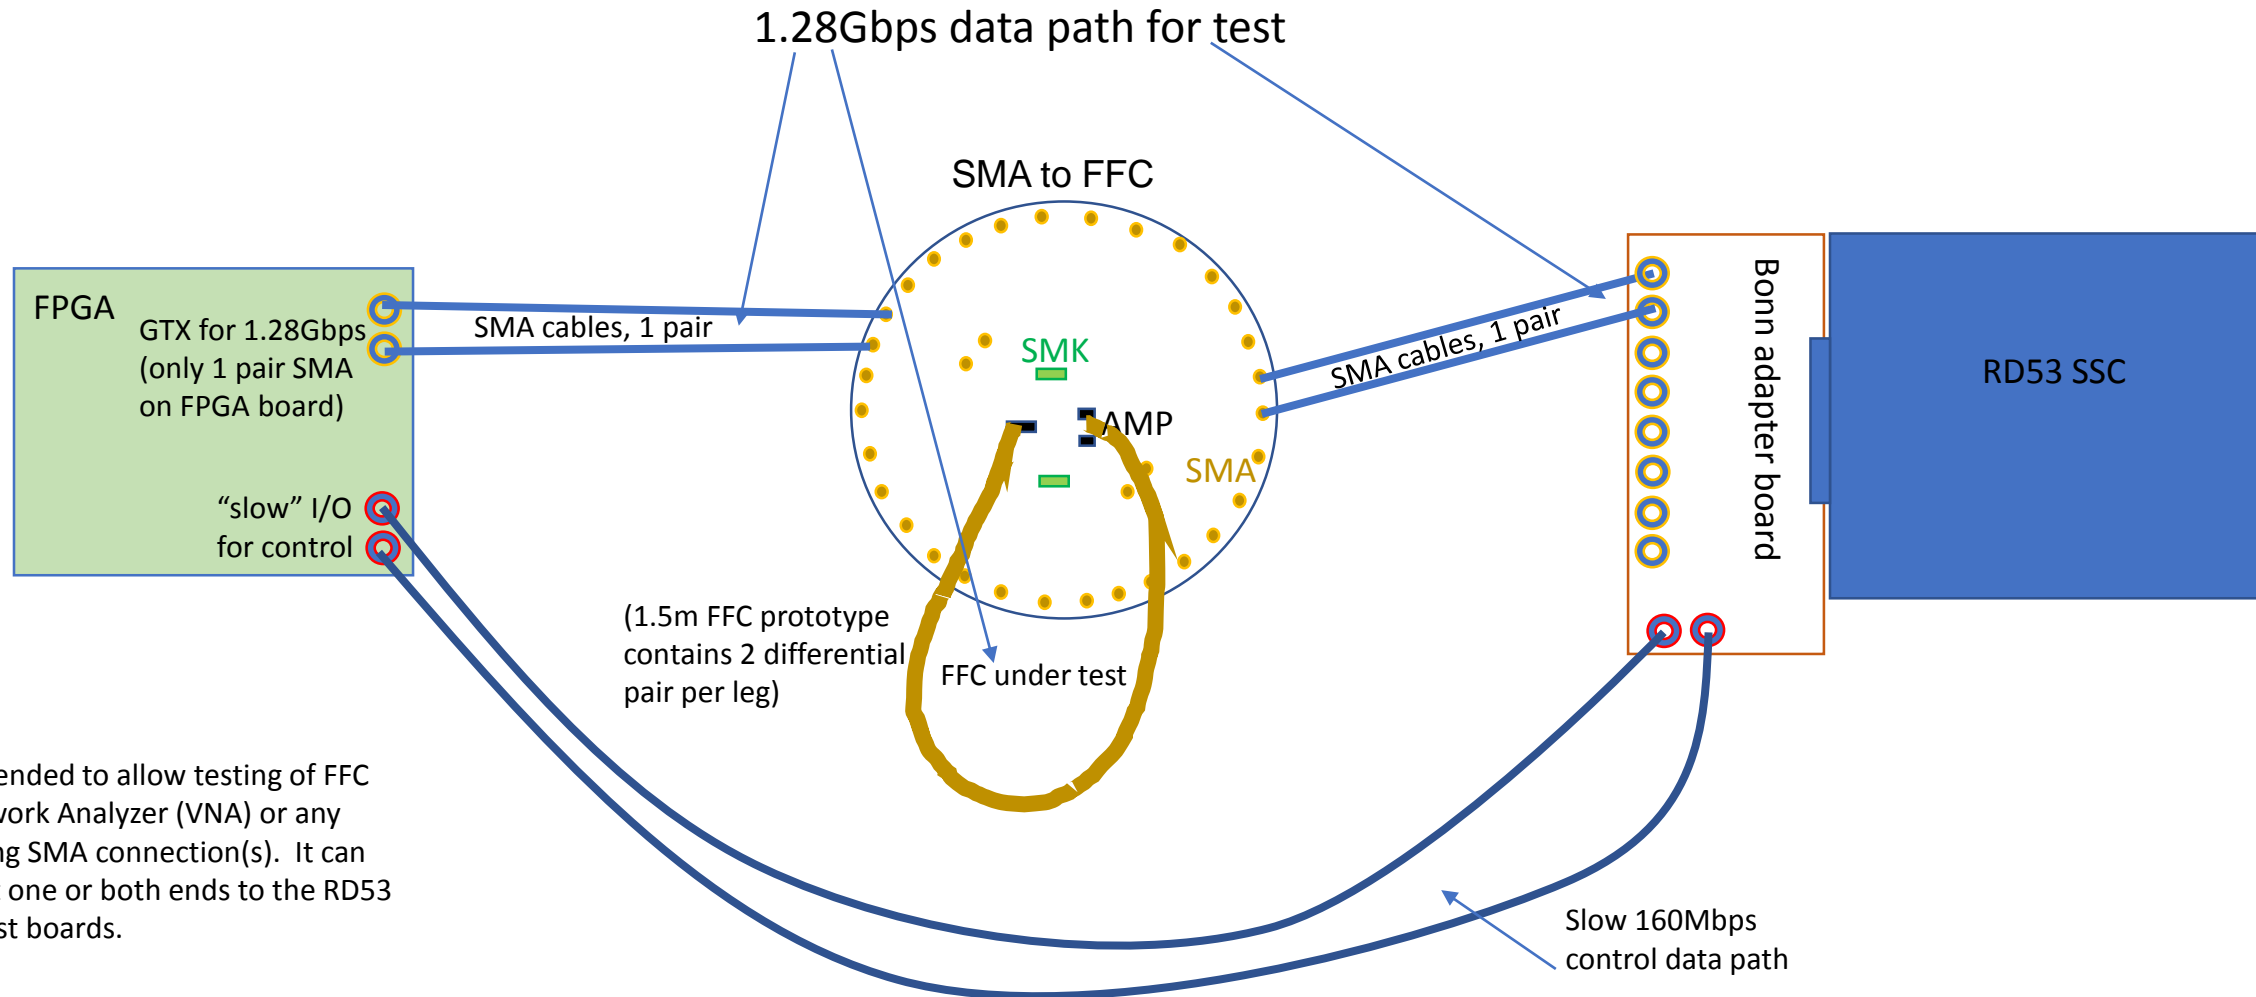 1.28Gbps data path for test
SMA to FFC
FPGA
GTX for 1.28Gbps
(only 1 pair SMA
on FPGA board)
SMA cables, 1 pair
"slow" I/O
for control
SMK
AMP
SMA
SMA cables, 1 pair
Bonn adapter board
RD53 SSC
(1.5m FFC prototype
contains 2 differential
pair per leg)
FFC under test
ended to allow testing of FFC
work Analyzer (VNA) or any
ng SMA connection(s). It can
one or both ends to the RD53
st boards.
Slow 160Mbps
control data path